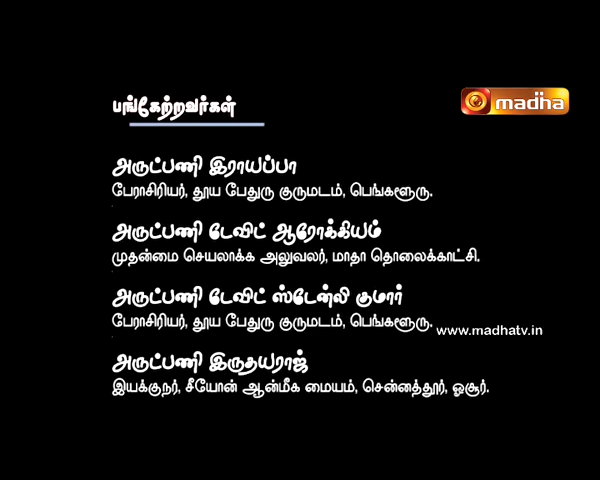 பங்கேற்றவர்கள்
madha
அருட்பணி இராயப்பா
பேராசிரியர், தூய பேதுரு குருமடம், பெங்களூரு.
அருட்பணி டேவிட் ஆரோக்கியம்
முதன்மை செயலாக்க அலுவலர், மாதா தொலைக்காட்சி.
அருட்பணி டேவிட் ஸ்டேன்லி குமார்
பேராசிரியர், தூய பேதுரு குருமடம், பெங்களூரு.
www.madhatv.in
அருட்பணி இருதயராஜ்
இயக்குநர், சீயோன் ஆன்மீக மையம், சென்னத்தூர், ஓசூர்.